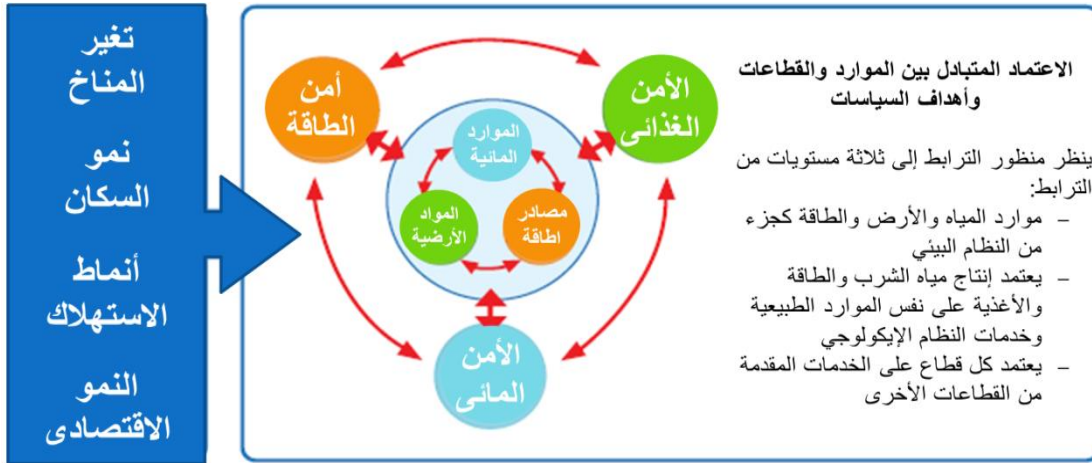 الاعتماد المتبادل بين الموارد والقطاعات
وأهداف السياسات
ينظر منظور الترابط إلى ثلاثة مستويات من
الترابط:
– موارد المياه والأرض والطاقة كجزء
من النظام البيئي
– يعتمد إنتاج مياه الشرب والطاقة
والأغذية على نفس الموارد الطبيعية
وخدمات النظام الإيكولوجي
– يعتمد كل قطاع على الخدمات المقدمة
من القطاعات الأخرى
الأمن
الغذائى
أمن
الطاقة
الموارد
المائية
مصادر
اطاقة
المواد
الأرضية
الأمن
المائى
تغير
المناخ
نمو
السكان
أنماط
الاستهلاك
النمو
الاقتصادى